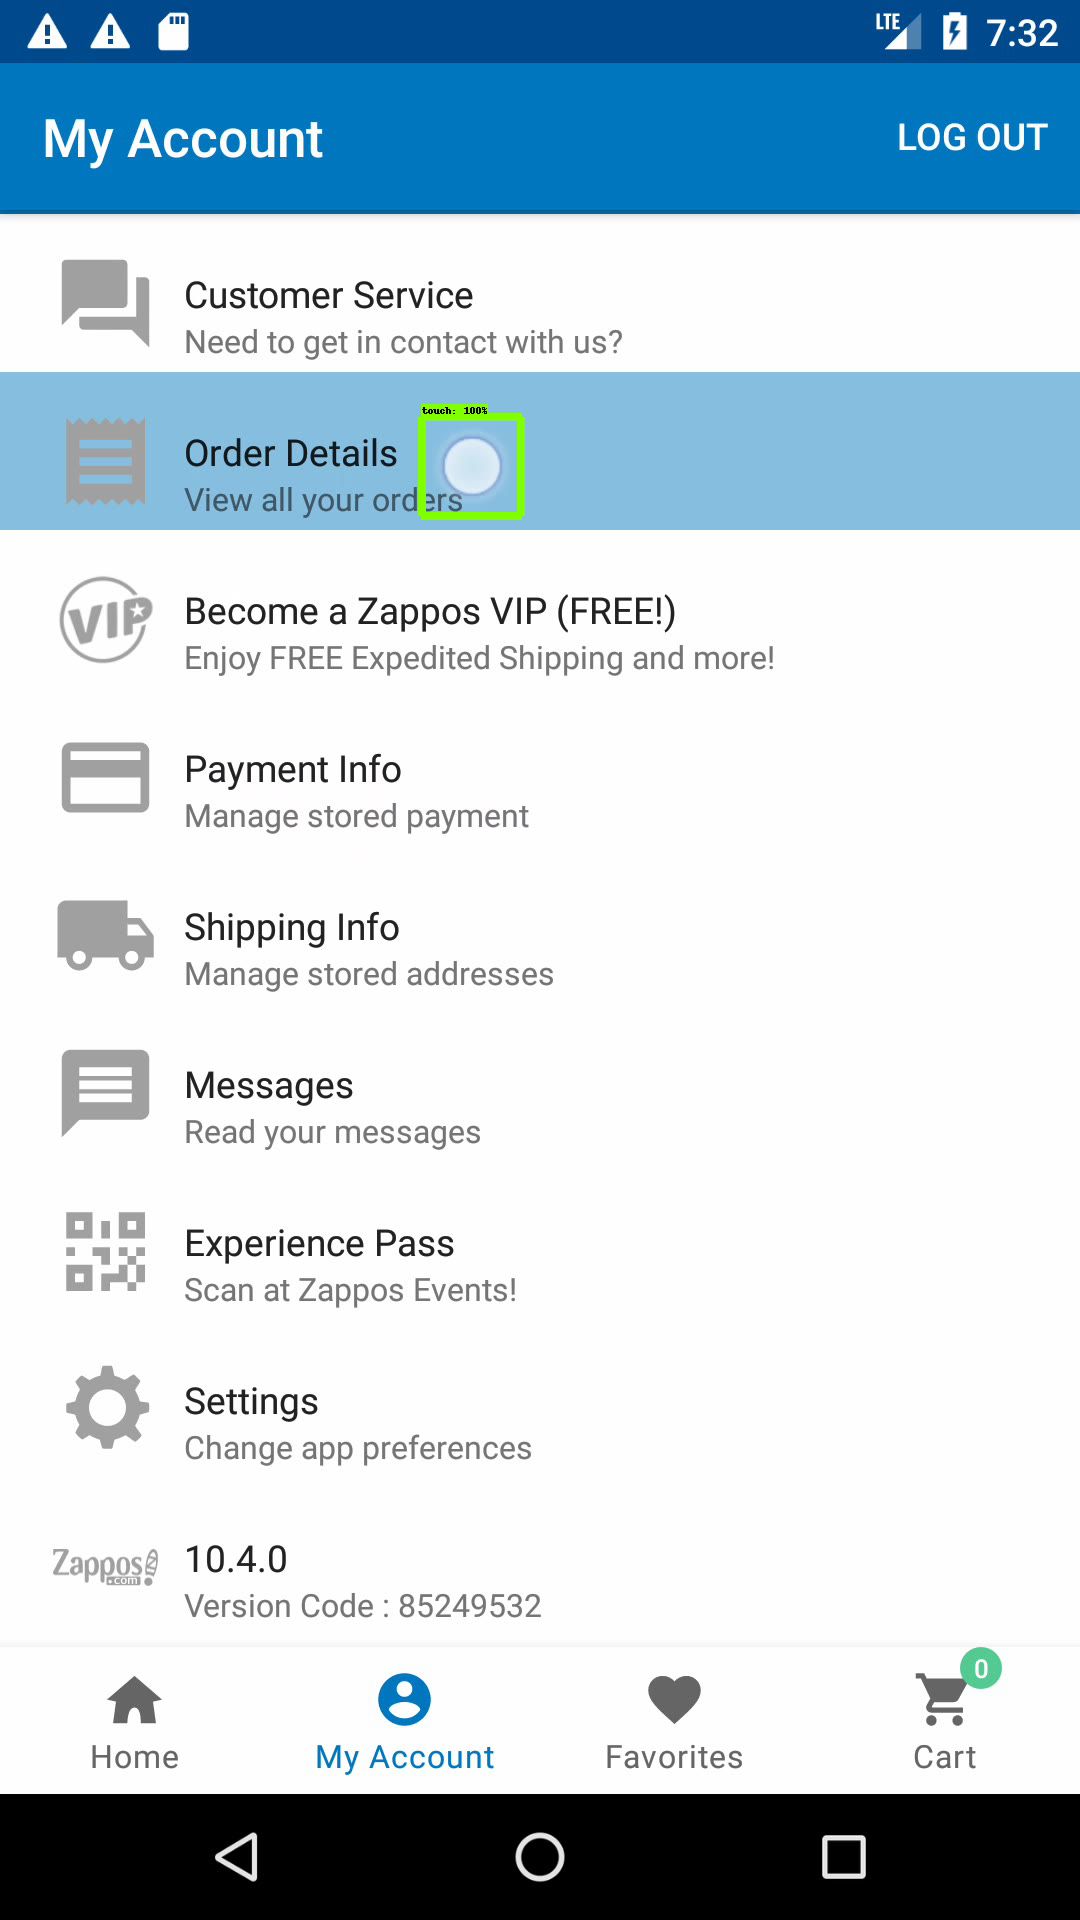 LTE 7:32
My Account LOG OUT
Customer Service
Need to get in contact with us?
touch: 100%
Order Details
View all your orders
VIP
Become a Zappos VIP (FREE!)
Enjoy FREE Expedited Shipping and more!
Payment Info
Manage stored payment
Shipping Info
Manage stored addresses
Messages
Read your messages
Experience Pass
Scan at Zappos Events!
Settings
Change app preferences
Zappos
.com
10.4.0
Version Code : 85249532
0
Home My Account Favorites Cart